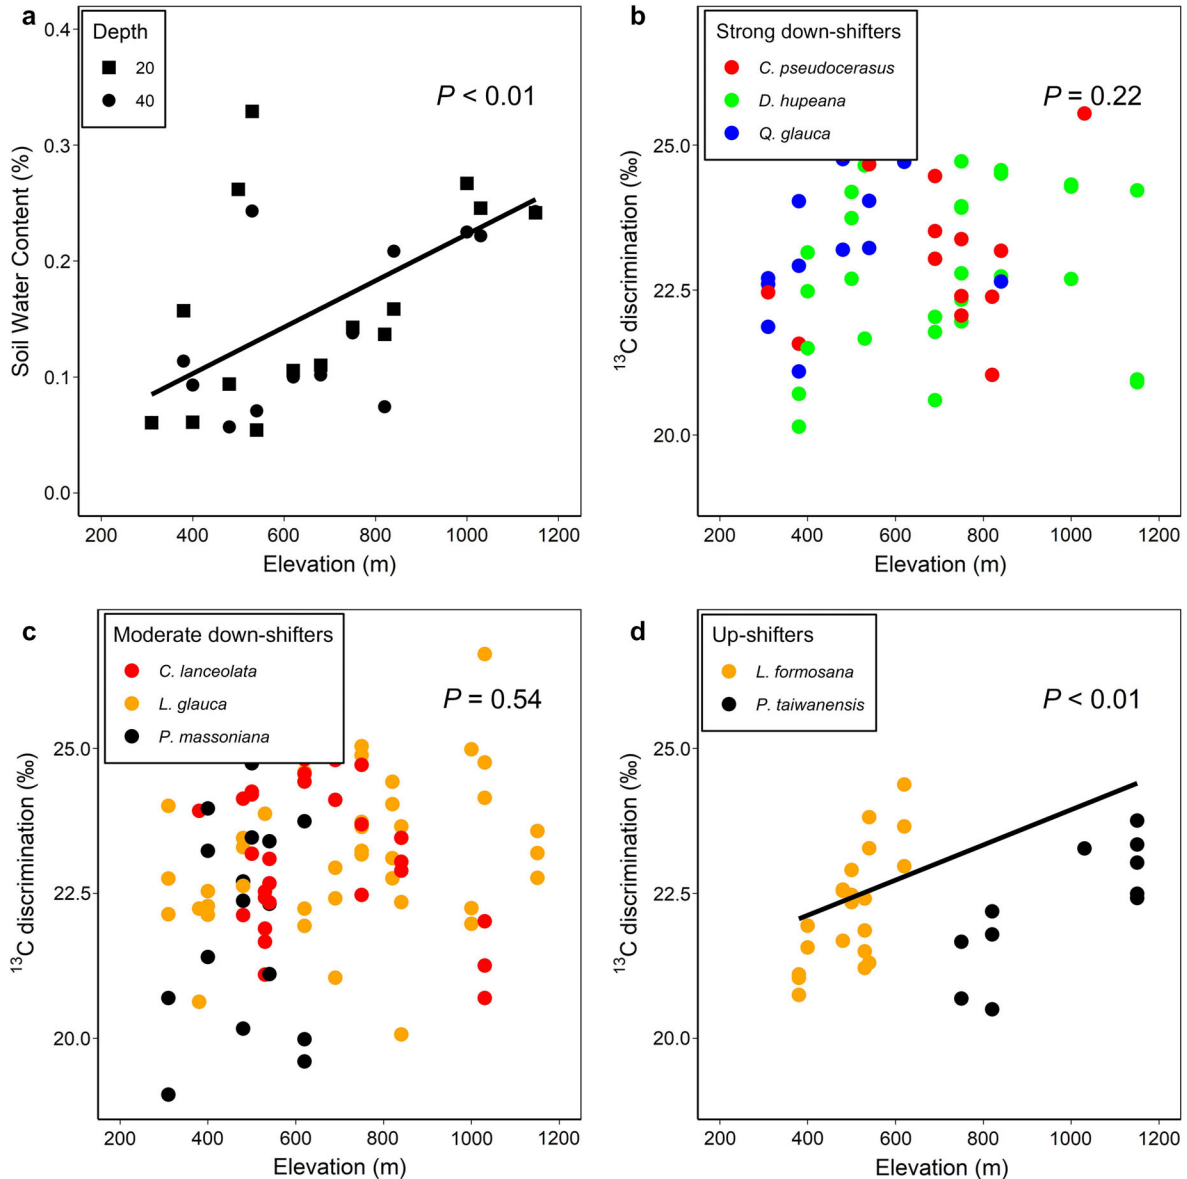 a
Depth
20
40
P < 0.01
0.4
0.3
0.2
0.1
0.0
Soil Water Content (%)
200 400 600 800 1000 1200
Elevation (m)
b
Strong down-shifters
C. pseudocerasus
D. hupeana
Q. glauca
P = 0.22
25.0
22.5
20.0
¹³C discrimination (‰)
200 400 600 800 1000 1200
Elevation (m)
c
Moderate down-shifters
C. lanceolata
L. glauca
P. massoniana
P = 0.54
25.0
22.5
20.0
¹³C discrimination (‰)
200 400 600 800 1000 1200
Elevation (m)
d
Up-shifters
L. formosana
P. taiwanensis
P < 0.01
25.0
22.5
20.0
¹³C discrimination (‰)
200 400 600 800 1000 1200
Elevation (m)